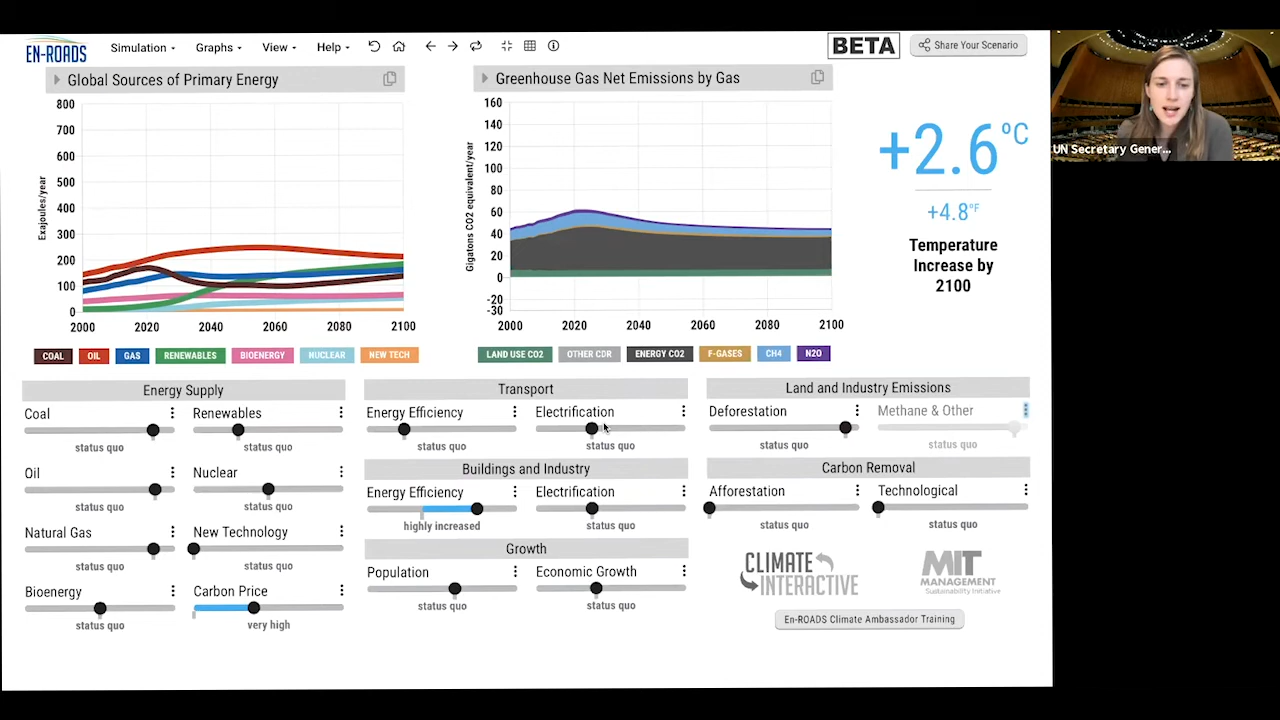 EN-ROADS
Simulation
Graphs
View
Help
BETA
Share Your Scenario
Global Sources of Primary Energy
800
700
600
500
400
300
200
100
0
Exajoules/year
2000 2020 2040 2060 2080 2100
COAL OIL GAS RENEWABLES BIOENERGY NUCLEAR NEW TECH
Greenhouse Gas Net Emissions by Gas
160
140
120
100
80
60
40
20
0
-20
-30
Gigatons CO2 equivalent/year
2000 2020 2040 2060 2080 2100
LAND USE CO2 OTHER CDR ENERGY CO2 F-GASES CH4 N2O
+2.6°C
+4.8°F
Temperature
Increase by
2100
UN Secretary Gener...
Energy Supply
Coal
status quo
Renewables
status quo
Oil
status quo
Nuclear
status quo
Natural Gas
status quo
New Technology
status quo
Bioenergy
status quo
Carbon Price
very high
Transport
Energy Efficiency
status quo
Electrification
status quo
Buildings and Industry
Energy Efficiency
highly increased
Electrification
status quo
Growth
Population
status quo
Economic Growth
status quo
Land and Industry Emissions
Deforestation
status quo
Methane & Other
status quo
Carbon Removal
Afforestation
status quo
Technological
status quo
CLIMATE
INTERACTIVE
MIT
MANAGEMENT
Sustainability Initiative
En-ROADS Climate Ambassador Training